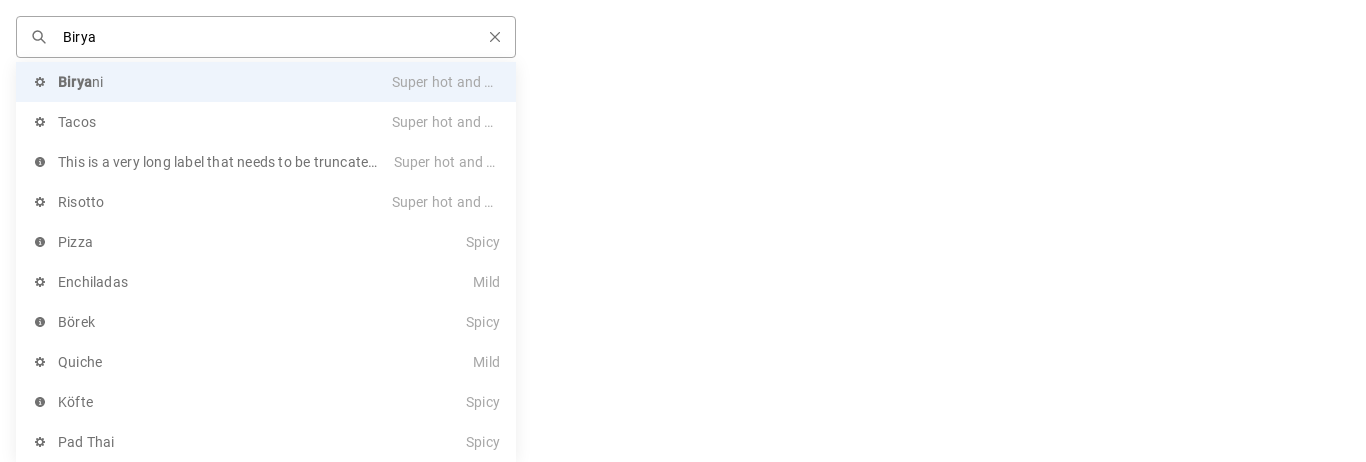 Birya
Biryani Super hot and …
Tacos Super hot and …
This is a very long label that needs to be truncate… Super hot and …
Risotto Super hot and …
Pizza Spicy
Enchiladas Mild
Börek Spicy
Quiche Mild
Köfte Spicy
Pad Thai Spicy